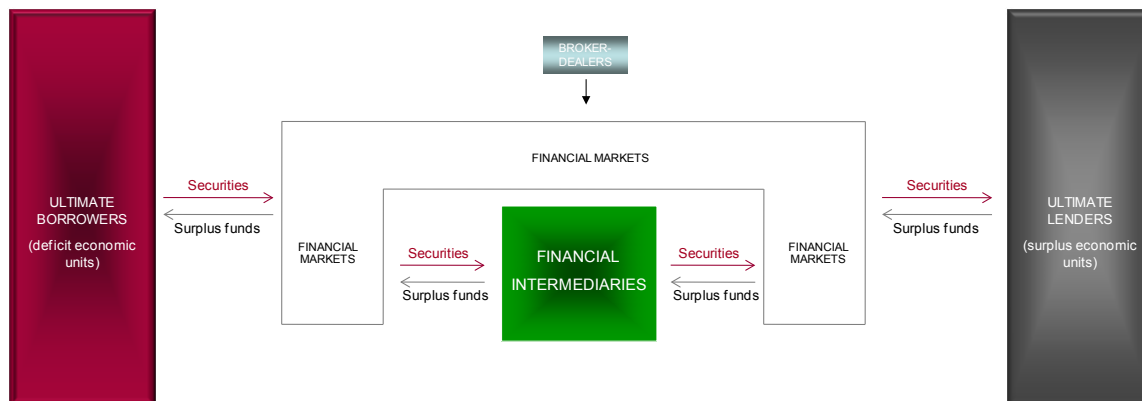 BROKER-
DEALERS
FINANCIAL MARKETS
Securities
Surplus funds
ULTIMATE
BORROWERS
(deficit economic
units)
FINANCIAL
MARKETS
Securities
Surplus funds
FINANCIAL
INTERMEDIARIES
Securities
Surplus funds
FINANCIAL
MARKETS
Securities
Surplus funds
ULTIMATE
LENDERS
(surplus economic
units)